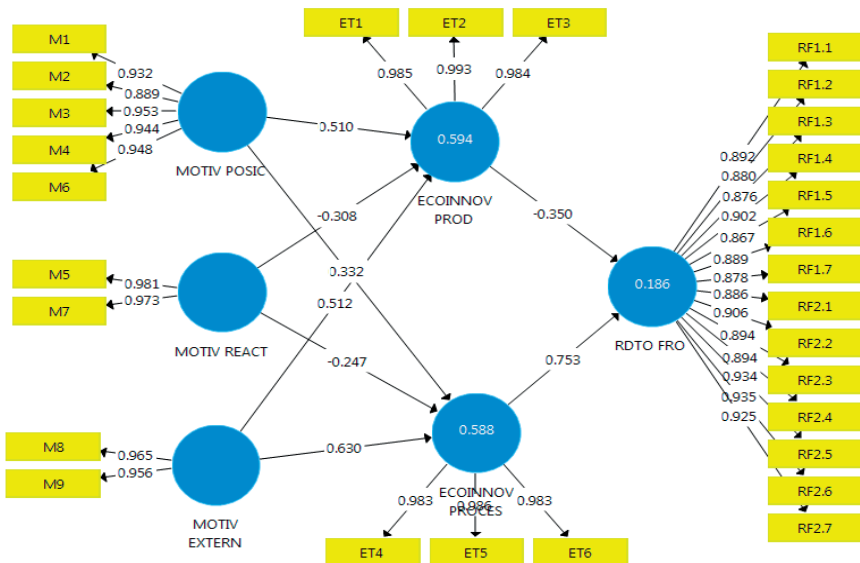 ET1
ET2
ET3
M1
M2
M3
M4
M6
0.932
0.889
0.953
0.944
0.948
MOTIV POSIC
0.985
0.993
0.984
0.594
ECOINNOV
PROD
0.510
-0.308
0.332
0.512
-0.247
0.630
M5
M7
0.981
0.973
MOTIV REACT
M8
M9
0.965
0.956
MOTIV
EXTERN
0.588
ECOINNOV
PROCES
0.983
0.986
0.983
ET4
ET5
ET6
-0.350
0.753
0.186
RDTO FRO
0.892
0.880
0.876
0.902
0.867
0.889
0.878
0.886
0.906
0.894
0.894
0.934
0.935
0.925
RF1.1
RF1.2
RF1.3
RF1.4
RF1.5
RF1.6
RF1.7
RF2.1
RF2.2
RF2.3
RF2.4
RF2.5
RF2.6
RF2.7